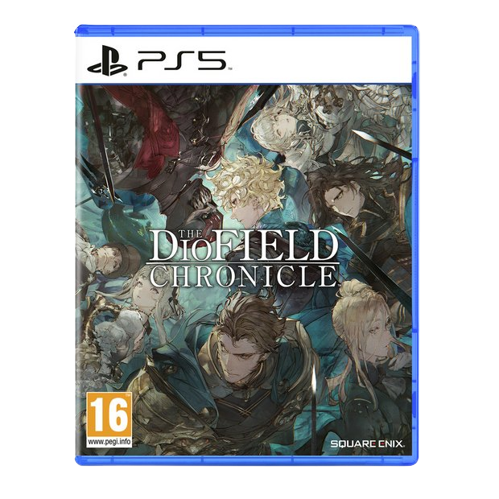 PS5
THE
DIOFIELD
CHRONICLE
16
www.pegi.info
SQUARE ENIX